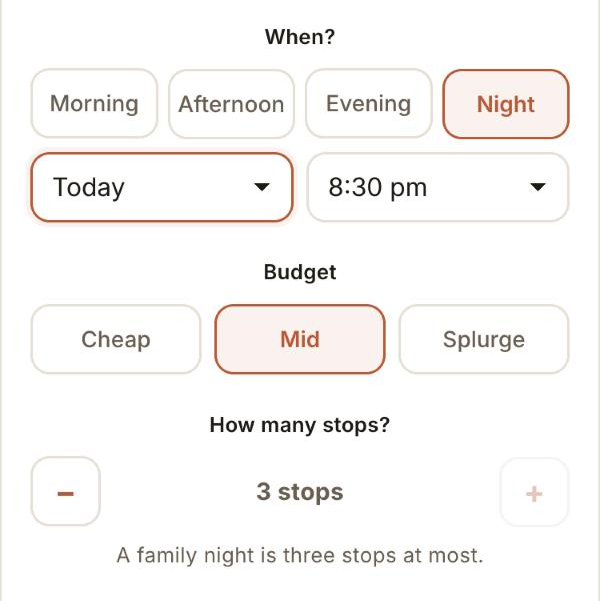 When?
Morning Afternoon Evening Night
Today 8:30 pm
Budget
Cheap Mid Splurge
How many stops?
− 3 stops +
A family night is three stops at most.